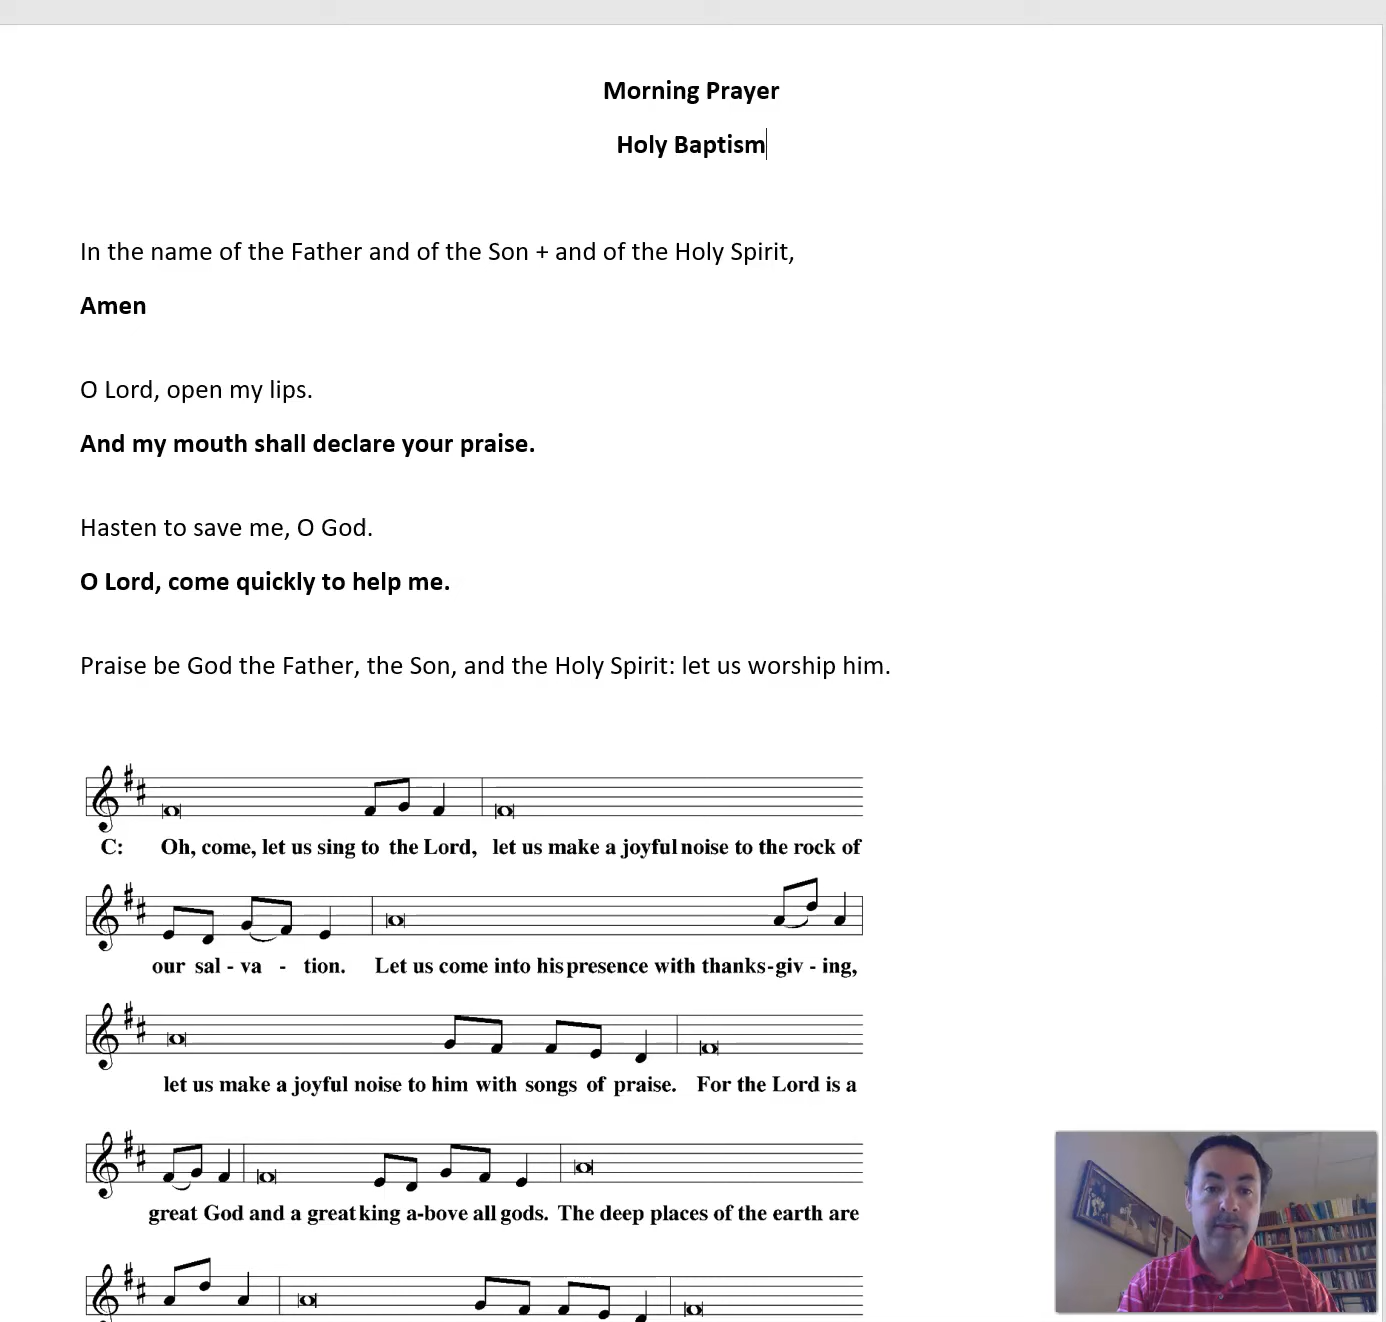 Morning Prayer
Holy Baptism
In the name of the Father and of the Son + and of the Holy Spirit,
Amen
O Lord, open my lips.
And my mouth shall declare your praise.
Hasten to save me, O God.
O Lord, come quickly to help me.
Praise be God the Father, the Son, and the Holy Spirit: let us worship him.
C: Oh, come, let us sing to the Lord, let us make a joyful noise to the rock of
our sal - va - tion. Let us come into his presence with thanks-giv - ing,
let us make a joyful noise to him with songs of praise. For the Lord is a
great God and a great king a-bove all gods. The deep places of the earth are